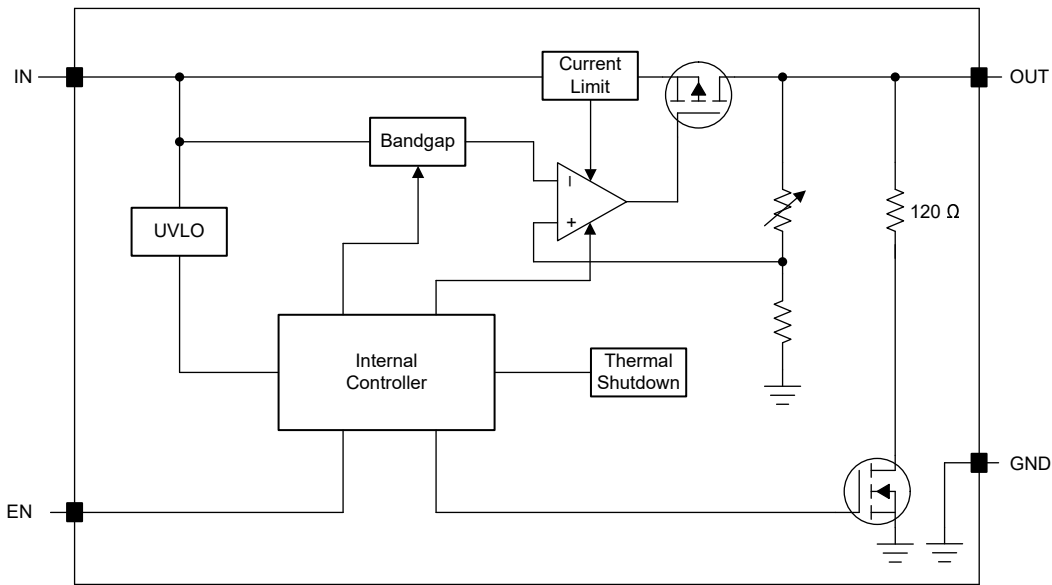 IN
Current
Limit
OUT
Bandgap
−
+
UVLO
120 Ω
Internal
Controller
Thermal
Shutdown
GND
EN